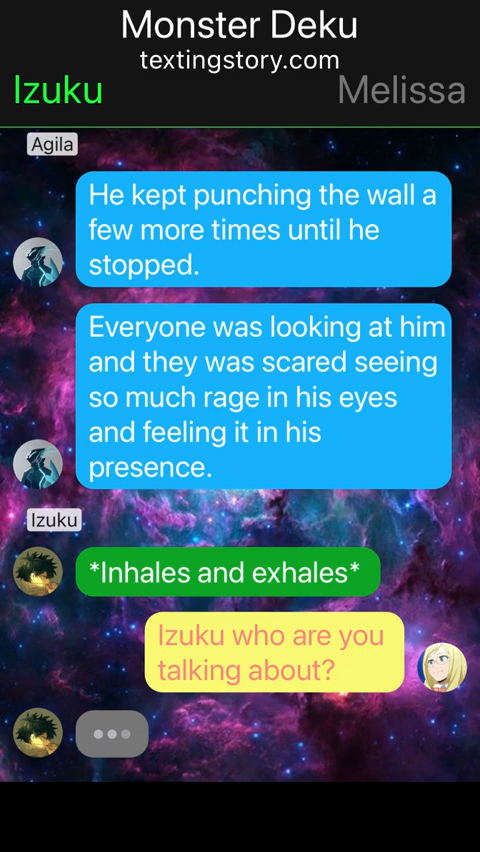 Monster Deku
textingstory.com
Izuku
Melissa
Agila
He kept punching the wall a
few more times until he
stopped.
Everyone was looking at him
and they was scared seeing
so much rage in his eyes
and feeling it in his
presence.
Izuku
*Inhales and exhales*
Izuku who are you
talking about?